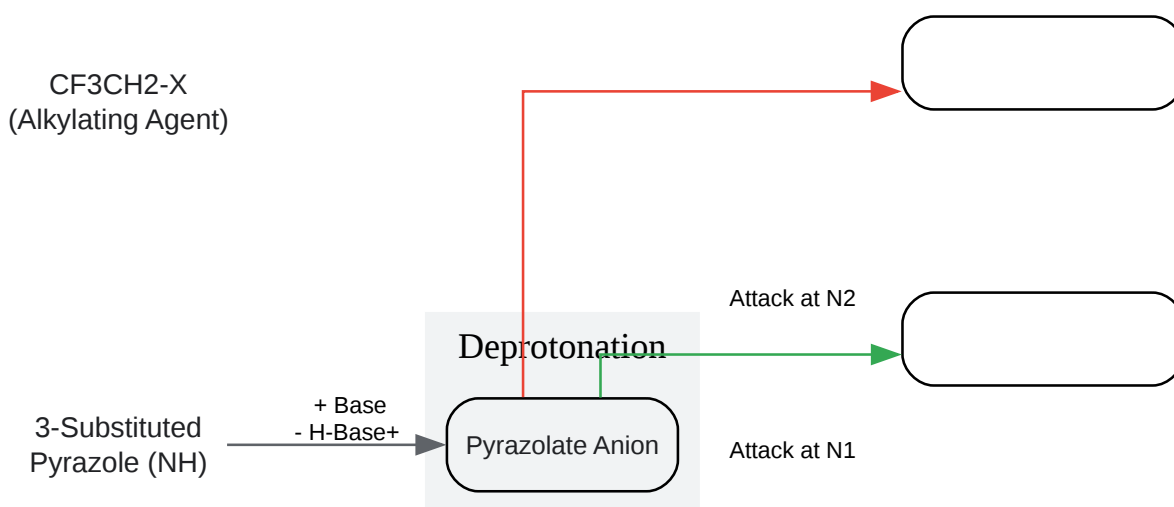 CF3CH2-X
(Alkylating Agent)
Attack at N2
Deprotonation
+ Base
- H-Base+
3-Substituted
Pyrazole (NH)
Pyrazolate Anion
Attack at N1